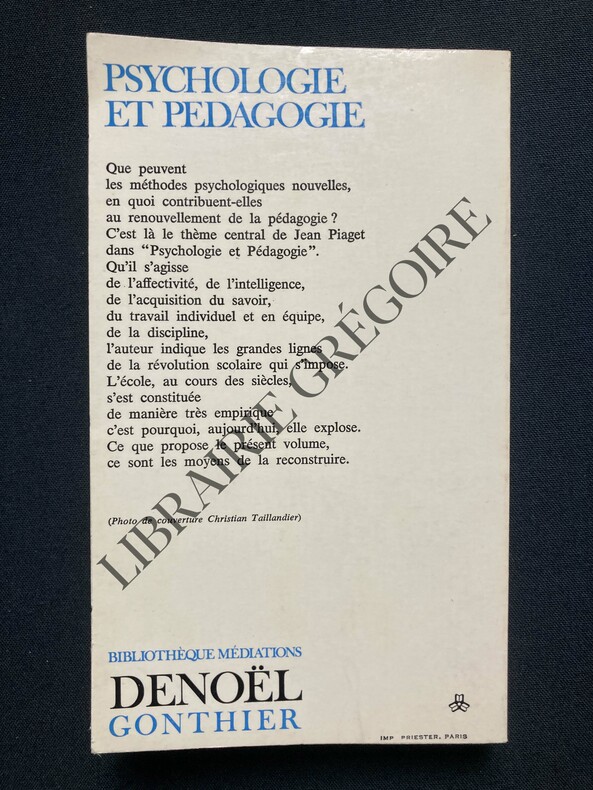 PSYCHOLOGIE
ET PEDAGOGIE
Que peuvent
les méthodes psychologiques nouvelles,
en quoi contribuent-elles
au renouvellement de la pédagogie ?
C'est là le thème central de Jean Piaget
dans "Psychologie et Pédagogie".
Qu'il s'agisse
de l'affectivité, de l'intelligence,
de l'acquisition du savoir,
du travail individuel et en équipe,
de la discipline,
l'auteur indique les grandes lignes
de la révolution scolaire qui s'impose.
L'école, au cours des siècles,
s'est constituée
de manière très empirique
c'est pourquoi, aujourd'hui, elle explose.
Ce que propose le présent volume,
ce sont les moyens de la reconstruire.
(Photo de couverture Christian Taillandier)
LIBRAIRIE GRÉGOIRE
BIBLIOTHÈQUE MÉDIATIONS
DENOËL
GONTHIER
IMP PRIESTER, PARIS